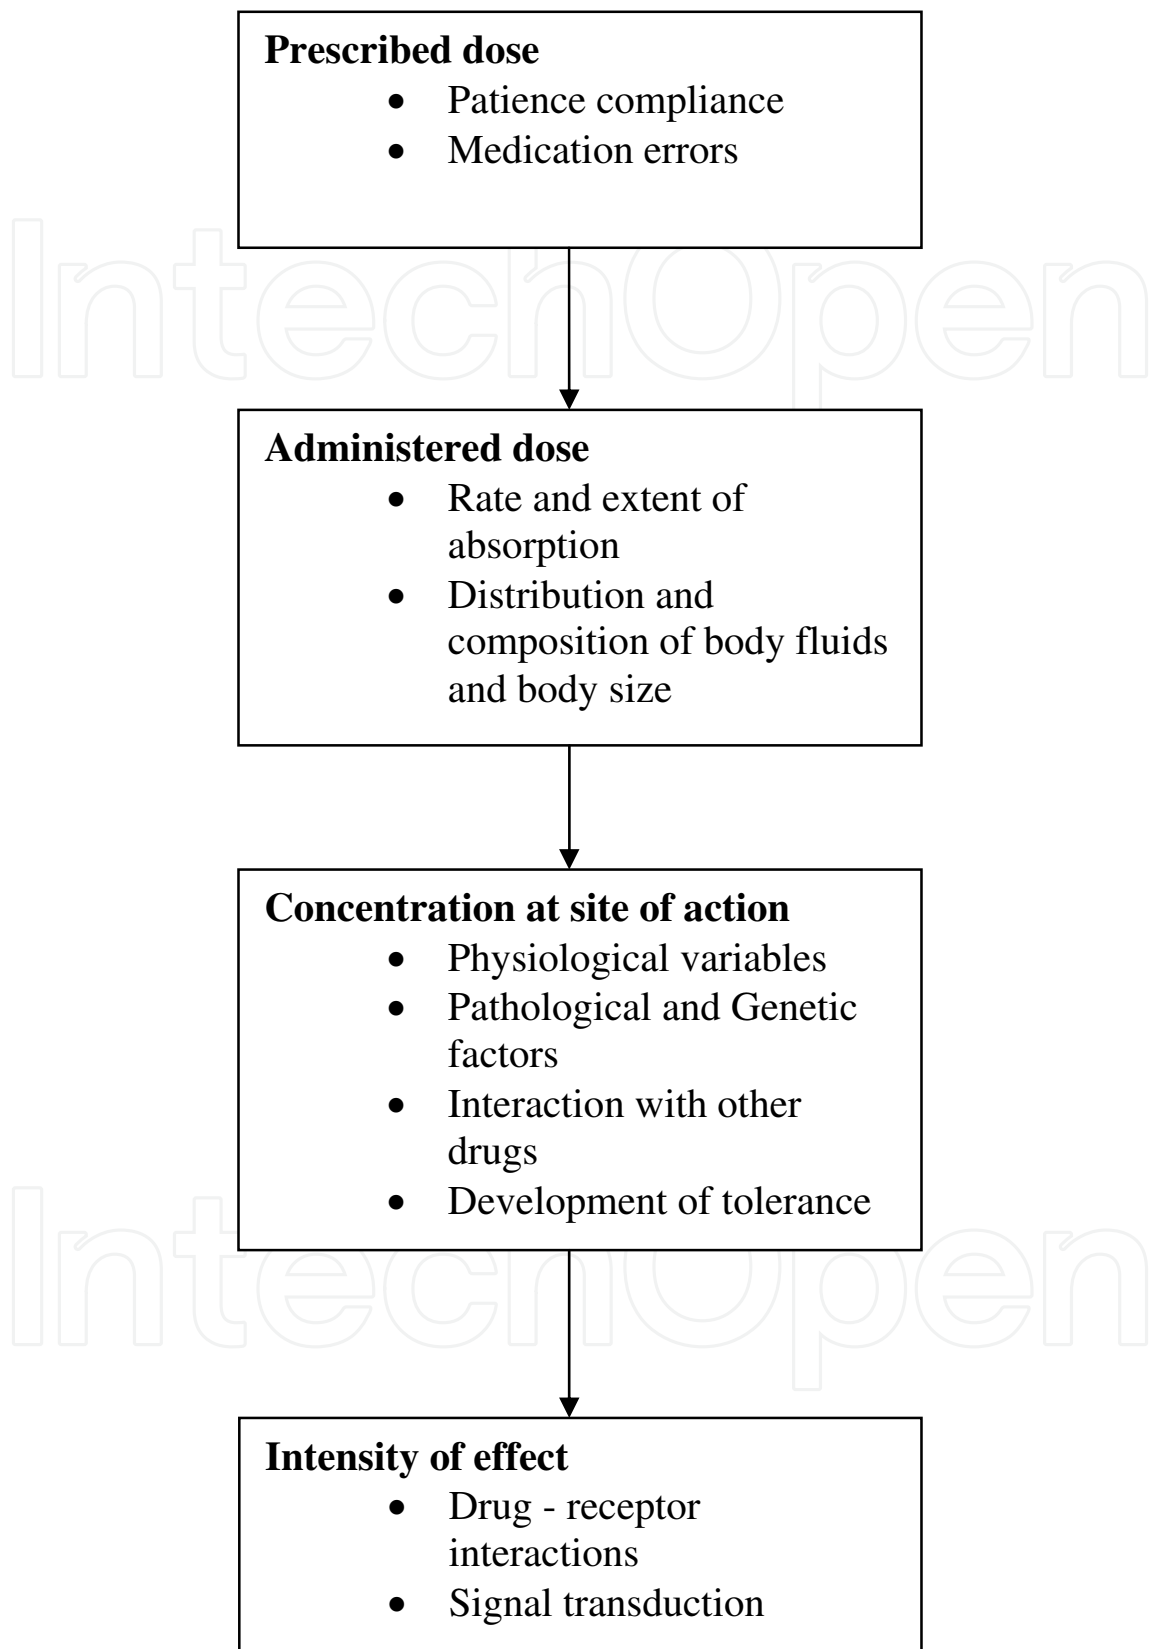 Prescribed dose
• Patience compliance
• Medication errors
IntechOpen
Administered dose
• Rate and extent of
absorption
• Distribution and
composition of body fluids
and body size
Concentration at site of action
• Physiological variables
• Pathological and Genetic
factors
• Interaction with other
drugs
• Development of tolerance
IntechOpen
Intensity of effect
• Drug - receptor
interactions
• Signal transduction